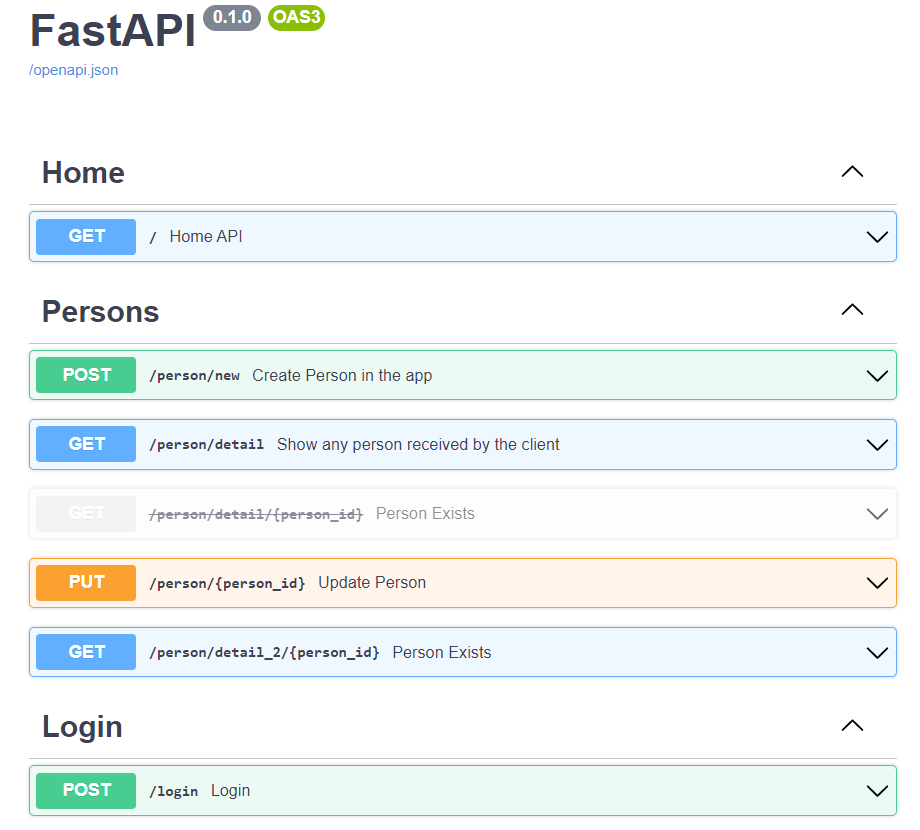 FastAPI 0.1.0 OAS3
/openapi.json
Home
GET / Home API
Persons
POST /person/new Create Person in the app
GET /person/detail Show any person received by the client
GET /person/detail/{person_id} Person Exists
PUT /person/{person_id} Update Person
GET /person/detail_2/{person_id} Person Exists
Login
POST /login Login